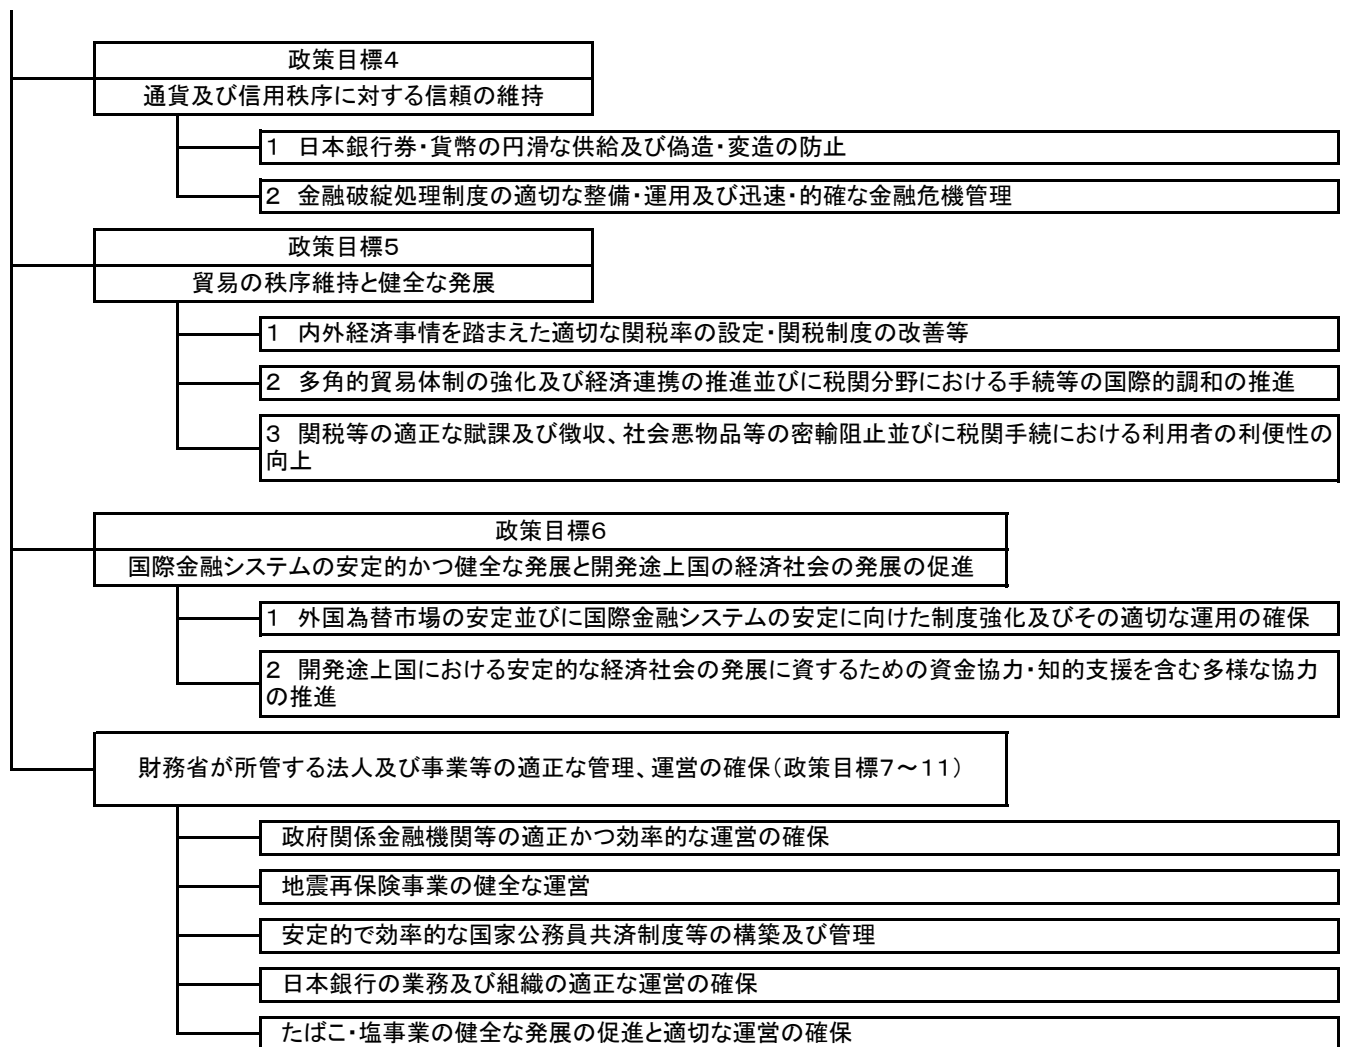 政策目標4
通貨及び信用秩序に対する信頼の維持
1 日本銀行券・貨幣の円滑な供給及び偽造・変造の防止
2 金融破綻処理制度の適切な整備・運用及び迅速・的確な金融危機管理
政策目標5
貿易の秩序維持と健全な発展
1 内外経済事情を踏まえた適切な関税率の設定・関税制度の改善等
2 多角的貿易体制の強化及び経済連携の推進並びに税関分野における手続等の国際的調和の推進
3 関税等の適正な賦課及び徴収、社会悪物品等の密輸阻止並びに税関手続における利用者の利便性の
向上
政策目標6
国際金融システムの安定的かつ健全な発展と開発途上国の経済社会の発展の促進
1 外国為替市場の安定並びに国際金融システムの安定に向けた制度強化及びその適切な運用の確保
2 開発途上国における安定的な経済社会の発展に資するための資金協力・知的支援を含む多様な協力
の推進
財務省が所管する法人及び事業等の適正な管理、運営の確保(政策目標7~11)
政府関係金融機関等の適正かつ効率的な運営の確保
地震再保険事業の健全な運営
安定的で効率的な国家公務員共済制度等の構築及び管理
日本銀行の業務及び組織の適正な運営の確保
たばこ・塩事業の健全な発展の促進と適切な運営の確保